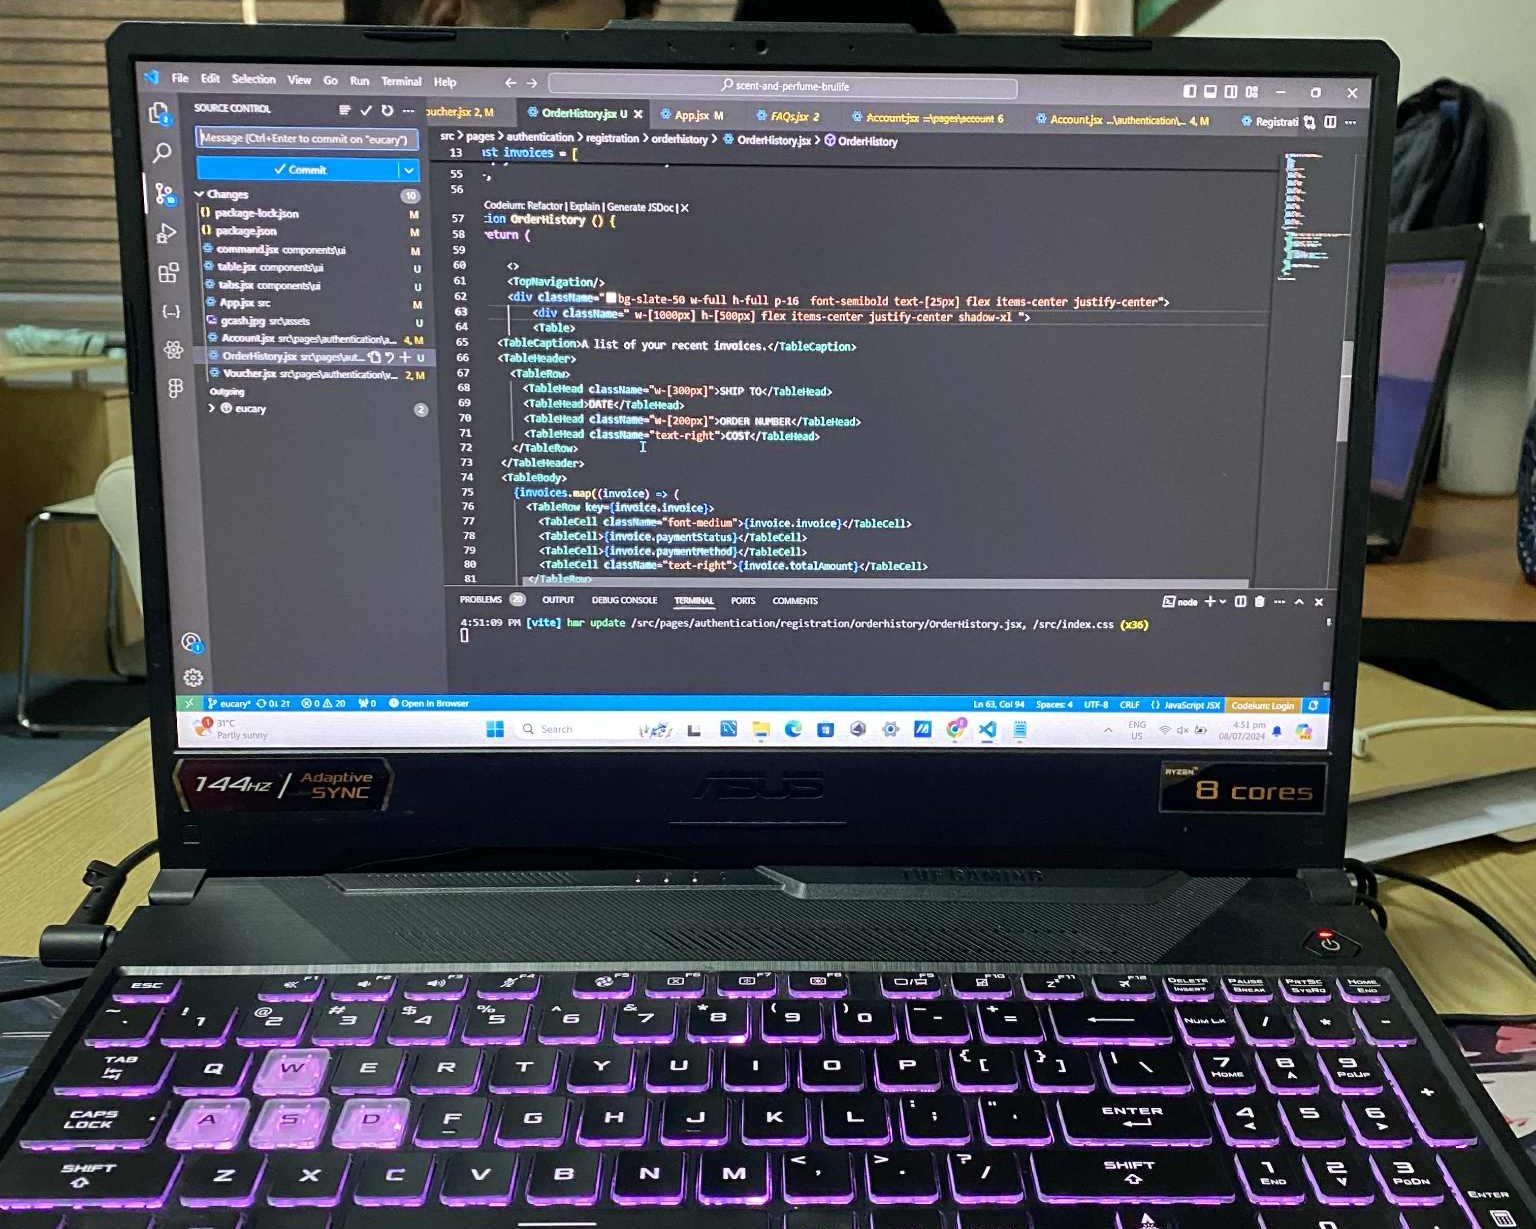 File Edit Selection View Go Run Terminal Help
scent-and-perfume-brulife
SOURCE CONTROL
Message (Ctrl+Enter to commit on "eucary")
Commit
Changes 10
package-lock.json M
package.json M
command.jsx components\ui M
table.jsx components\ui U
tabs.jsx components\ui U
App.jsx src M
gcash.jpg src\assets U
Account.jsx src\pages\authentication\a... 4, M
OrderHistory.jsx src\pages\aut... U
Voucher.jsx src\pages\authentication\v... 2, M
Outgoing
eucary 2
oucher.jsx 2, M OrderHistory.jsx U App.jsx M FAQs.jsx 2 Account.jsx ...\pages\account 6 Account.jsx ...\authentication\... 4, M Registrati
src > pages > authentication > registration > orderhistory > OrderHistory.jsx > OrderHistory
13 ist invoices = [
55
56
Codeium: Refactor | Explain | Generate JSDoc | X
57 :ion OrderHistory () {
58 eturn (
59
60 <>
61 <TopNavigation/>
62 <div className="bg-slate-50 w-full h-full p-16  font-semibold text-[25px] flex items-center justify-center">
63 <div className=" w-[1000px] h-[500px] flex items-center justify-center shadow-xl ">
64 <Table>
65 <TableCaption>A list of your recent invoices.</TableCaption>
66 <TableHeader>
67 <TableRow>
68 <TableHead className="w-[300px]">SHIP TO</TableHead>
69 <TableHead>DATE</TableHead>
70 <TableHead className="w-[200px]">ORDER NUMBER</TableHead>
71 <TableHead className="text-right">COST</TableHead>
72 </TableRow>
73 </TableHeader>
74 <TableBody>
75 {invoices.map((invoice) => (
76 <TableRow key={invoice.invoice}>
77 <TableCell className="font-medium">{invoice.invoice}</TableCell>
78 <TableCell>{invoice.paymentStatus}</TableCell>
79 <TableCell>{invoice.paymentMethod}</TableCell>
80 <TableCell className="text-right">{invoice.totalAmount}</TableCell>
81 </TableRow>
PROBLEMS 20 OUTPUT DEBUG CONSOLE TERMINAL PORTS COMMENTS node
4:51:09 PM [vite] hmr update /src/pages/authentication/registration/orderhistory/OrderHistory.jsx, /src/index.css (x36)
eucary* 0↓ 2↑ 0 20 0 Open In Browser Ln 63, Col 94 Spaces: 4 UTF-8 CRLF {} JavaScript JSX Codeium: Login
31°C
Partly sunny
Search
ENG
US
4:51 pm
08/07/2024
144HZ / Adaptive SYNC
ASUS
RYZEN
8 cores
TUF GAMING
ESC F1 F2 F3 F4 F5 F6 F7 F8 F9 F10 F11 F12 DELETE INSERT PAUSE BREAK PRTSC SYSRQ HOME END
~ ! 1 @ 2 # 3 $ 4 % 5 ^ 6 & 7 * 8 ( 9 ) 0 _ - + = NUM LK / * -
TAB Q W E R T Y U I O P { [ } ] | \ 7 HOME 8 9 PGUP +
CAPS LOCK A S D F G H J K L : ; " ' ENTER 4 5 6
SHIFT Z X C V B N M < , > . ? / SHIFT 1 END 2 3 PGDN ENTER